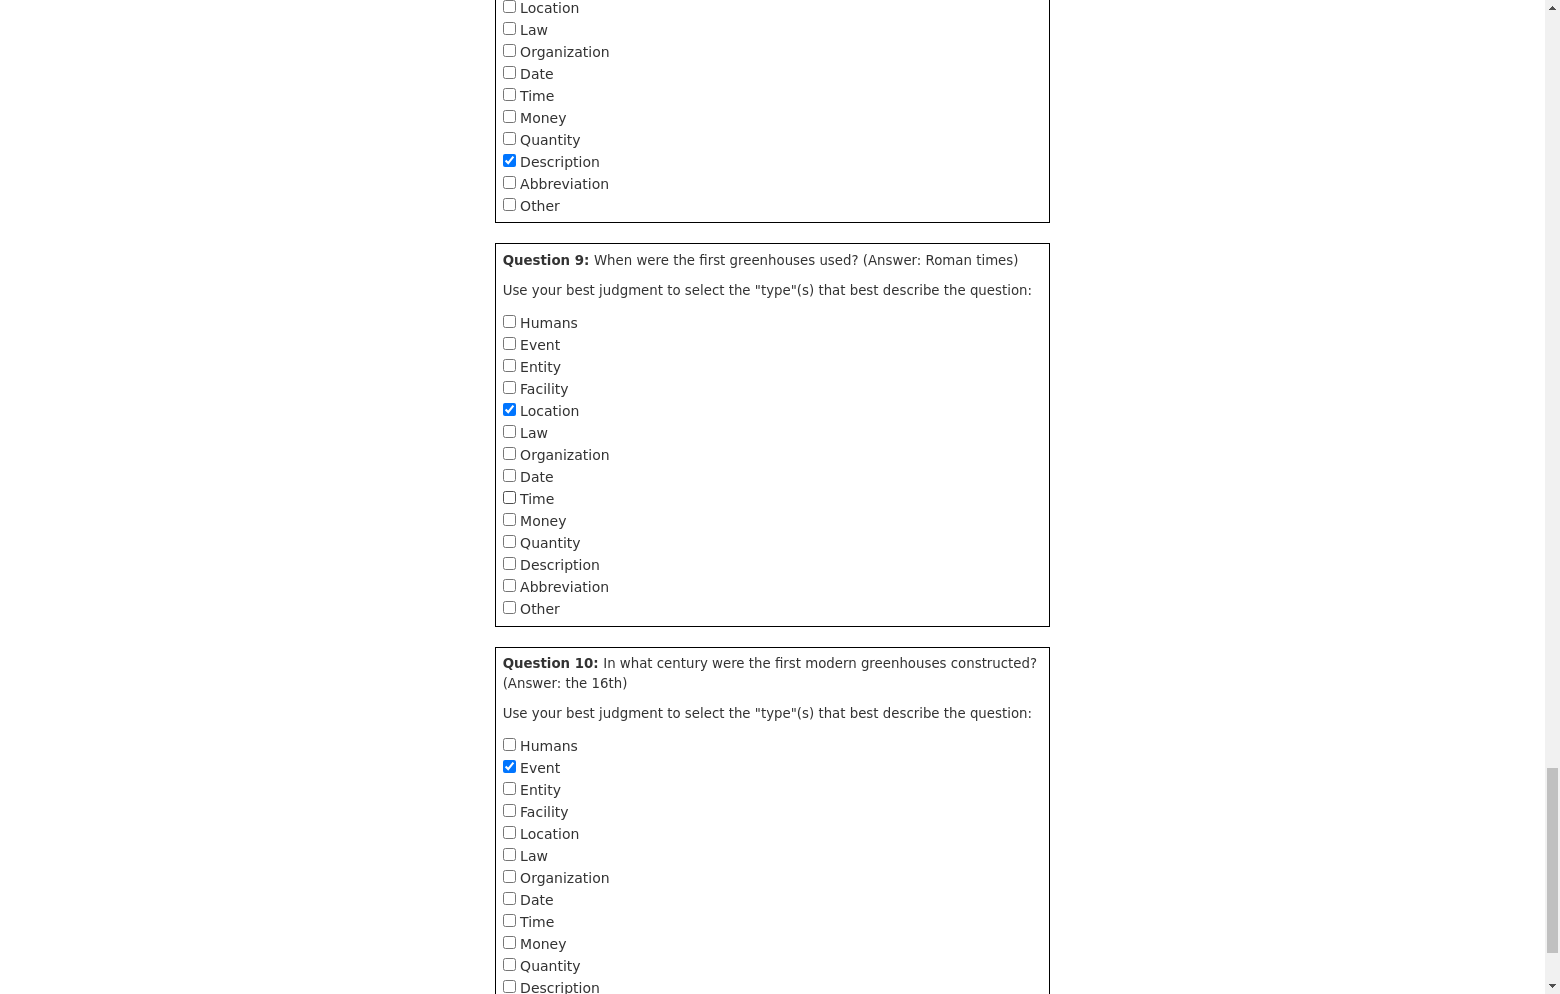 Location
Law
Organization
Date
Time
Money
Quantity
Description
Abbreviation
Other
Question 9: When were the first greenhouses used? (Answer: Roman times)
Use your best judgment to select the "type"(s) that best describe the question:
Humans
Event
Entity
Facility
Location
Law
Organization
Date
Time
Money
Quantity
Description
Abbreviation
Other
Question 10: In what century were the first modern greenhouses constructed?
(Answer: the 16th)
Use your best judgment to select the "type"(s) that best describe the question:
Humans
Event
Entity
Facility
Location
Law
Organization
Date
Time
Money
Quantity
Description